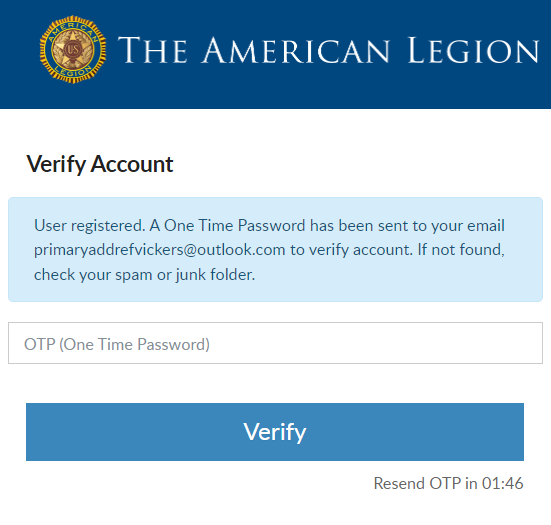 AMERICAN
US
LEGION
THE AMERICAN LEGION
Verify Account
User registered. A One Time Password has been sent to your email
primaryaddrefvickers@outlook.com to verify account. If not found,
check your spam or junk folder.
OTP (One Time Password)
Verify
Resend OTP in 01:46